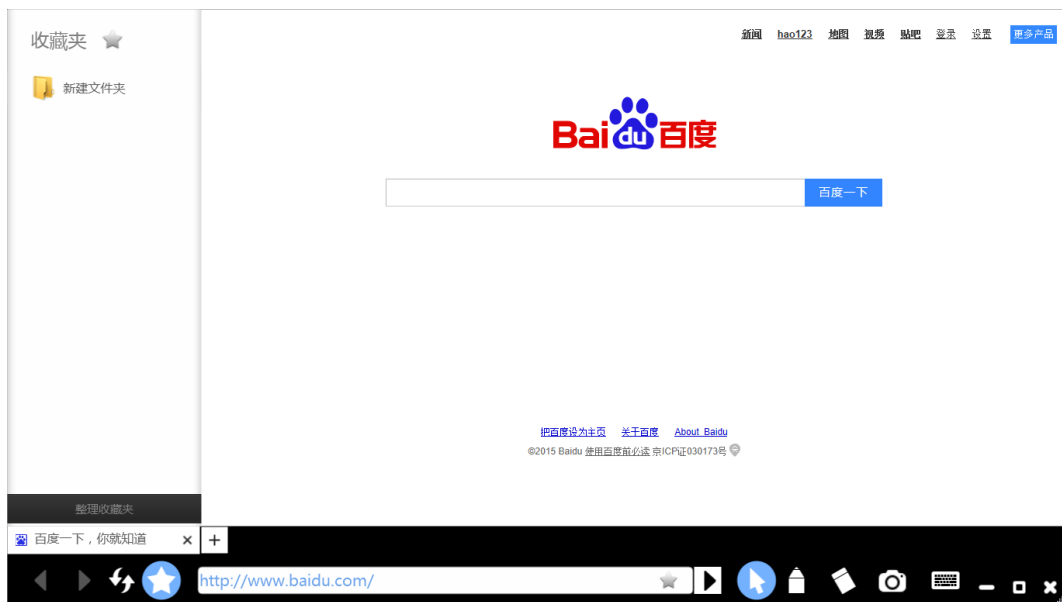 收藏夹
新建文件夹
新闻 hao123 地图 视频 贴吧 登录 设置 更多产品
Bai du 百度
百度一下
把百度设为主页 关于百度 About Baidu
©2015 Baidu 使用百度前必读 京ICP证030173号
整理收藏夹
百度一下，你就知道
http://www.baidu.com/